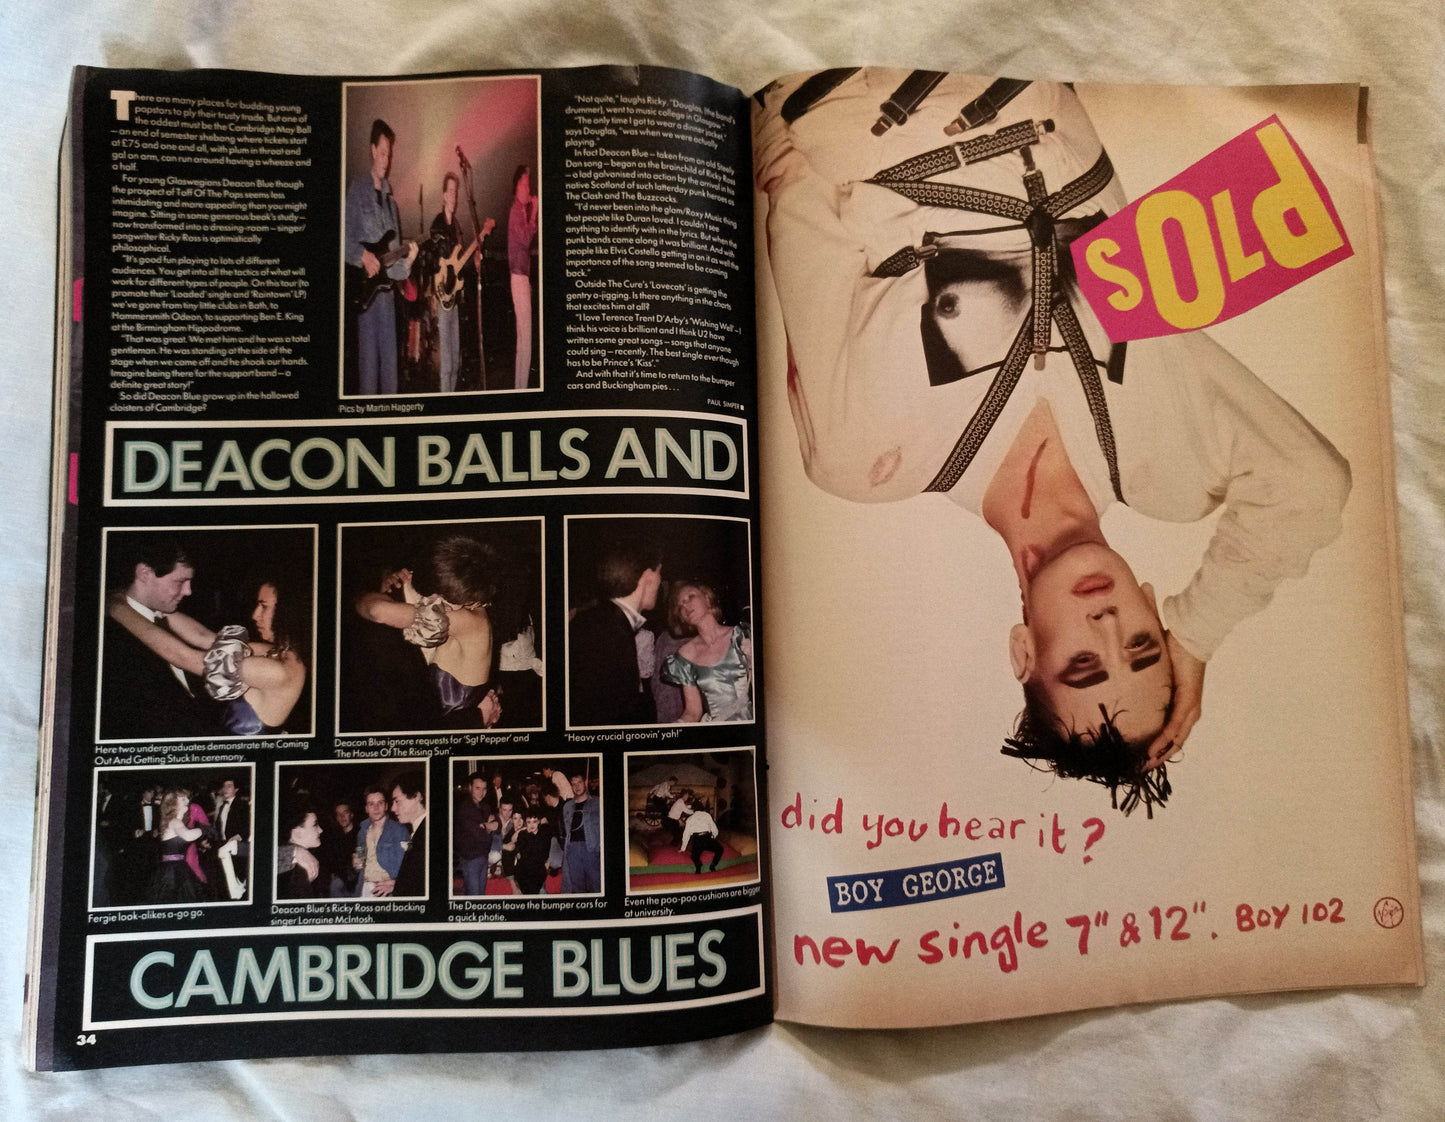 There are many places for budding young
popstars to ply their trusty trade. But one of
the oddest must be the Cambridge May Ball
– an end of semester shebang where tickets start
at £75 and one and all, with plum in throat and
gal on arm, can run around having a wheeze and
a half.
For young Glaswegians Deacon Blue though
the prospect of Toff Of The Pops seems less
intimidating and more appealing than you might
imagine. Sitting in some generous beak's study –
now transformed into a dressing-room – singer/
songwriter Ricky Ross is optimistically
philosophical.
"It's good fun playing to lots of different
audiences. You get into all the tactics of what will
work for different types of people. On this tour (to
promote their 'Loaded' single and 'Raintown' LP)
we've gone from tiny little clubs in Bath, to
Hammersmith Odeon, to supporting Ben E. King
at the Birmingham Hippodrome.
"That was great. We met him and he was a total
gentleman. He was standing at the side of the
stage when we came off and he shook our hands.
Imagine being there for the support band – a
definite great story!"
So did Deacon Blue grow up in the hallowed
cloisters of Cambridge?
Pics by Martin Haggerty
"Not quite," laughs Ricky. "Douglas, (the band's
drummer), went to music college in Glasgow."
"The only time I got to wear a dinner jacket,"
says Douglas, "was when we were actually
playing."
In fact Deacon Blue – taken from an old Steely
Dan song – began as the brainchild of Ricky Ross
– a lad galvanised into action by the arrival in his
native Scotland of such latterday punk heroes as
The Clash and The Buzzcocks.
"I'd never been into the glam/Roxy Music thing
that people like Duran loved. I couldn't see
anything to identify with in the lyrics. But when the
punk bands came along it was brilliant. And with
people like Elvis Costello getting in on it as well the
importance of the song seemed to be coming
back."
Outside The Cure's 'Lovecats' is getting the
gentry a-jigging. Is there anything in the charts
that excites him at all?
"I love Terence Trent D'Arby's 'Wishing Well' – I
think his voice is brilliant and I think U2 have
written some great songs – songs that anyone
could sing – recently. The best single ever though
has to be Prince's 'Kiss'."
And with that it's time to return to the bumper
cars and Buckingham pies . . .
PAUL SIMPER
DEACON BALLS AND
Here two undergraduates demonstrate the Coming
Out And Getting Stuck In ceremony.
Deacon Blue ignore requests for 'Sgt Pepper' and
'The House Of The Rising Sun'.
"Heavy crucial groovin' yah!"
Fergie look-alikes a-go go.
Deacon Blue's Ricky Ross and backing
singer Lorraine McIntosh.
The Deacons leave the bumper cars for
a quick photie.
Even the poo-poo cushions are bigger
at university.
CAMBRIDGE BLUES
34
SOLD
BOY
did you hear it?
BOY GEORGE
new single 7" & 12". BOY 102
Virgin